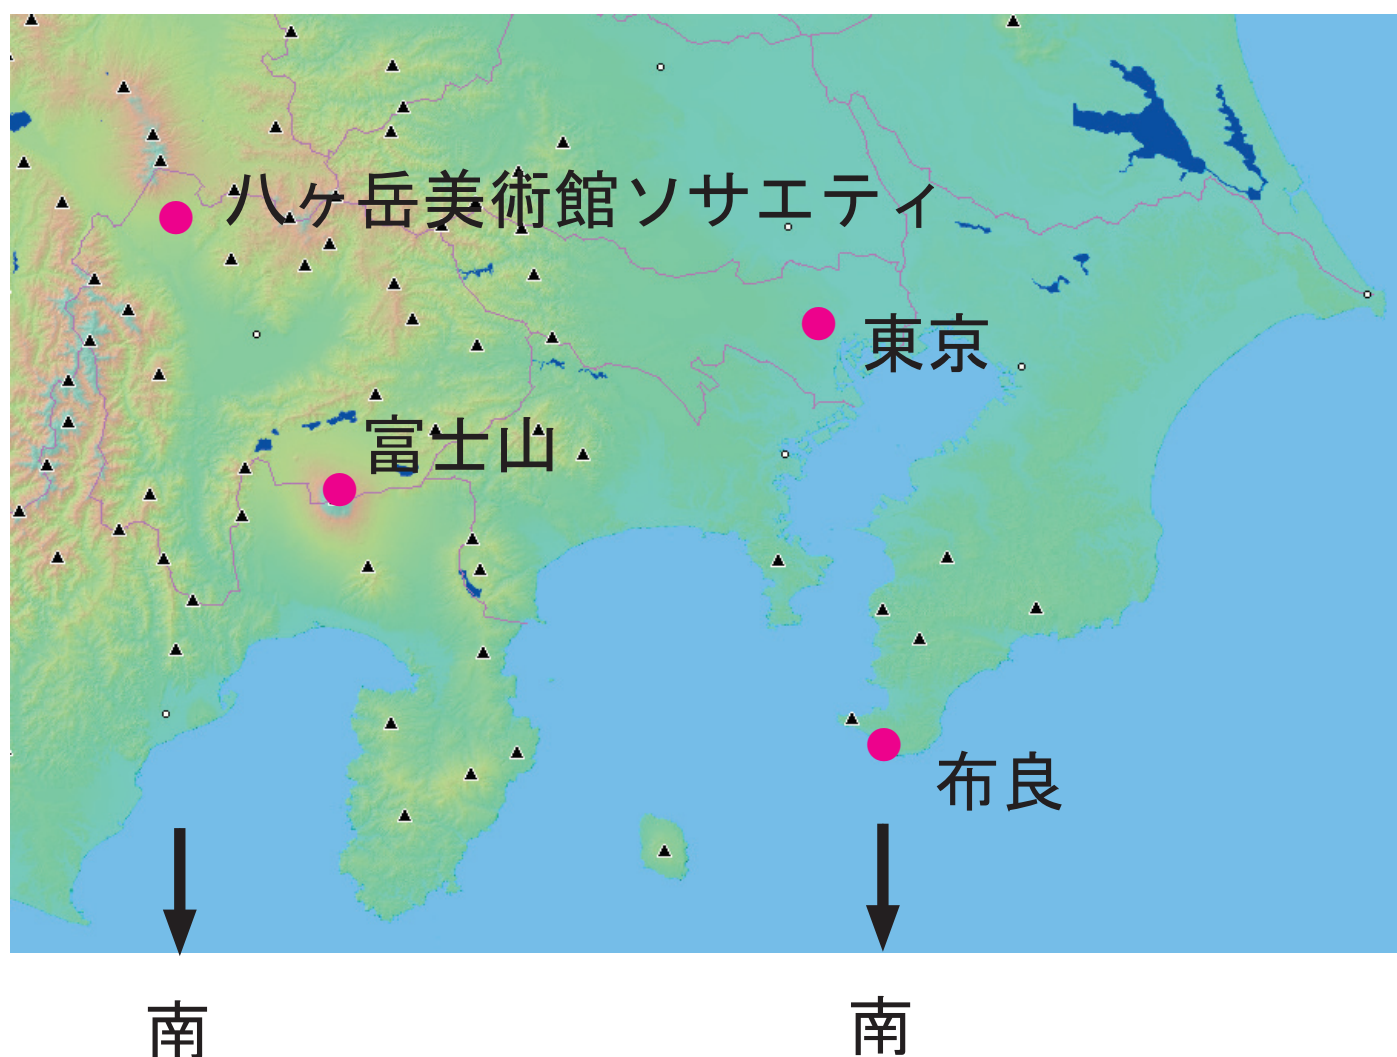 八ヶ岳美術館ソサエティ
東京
富士山
布良
南
南